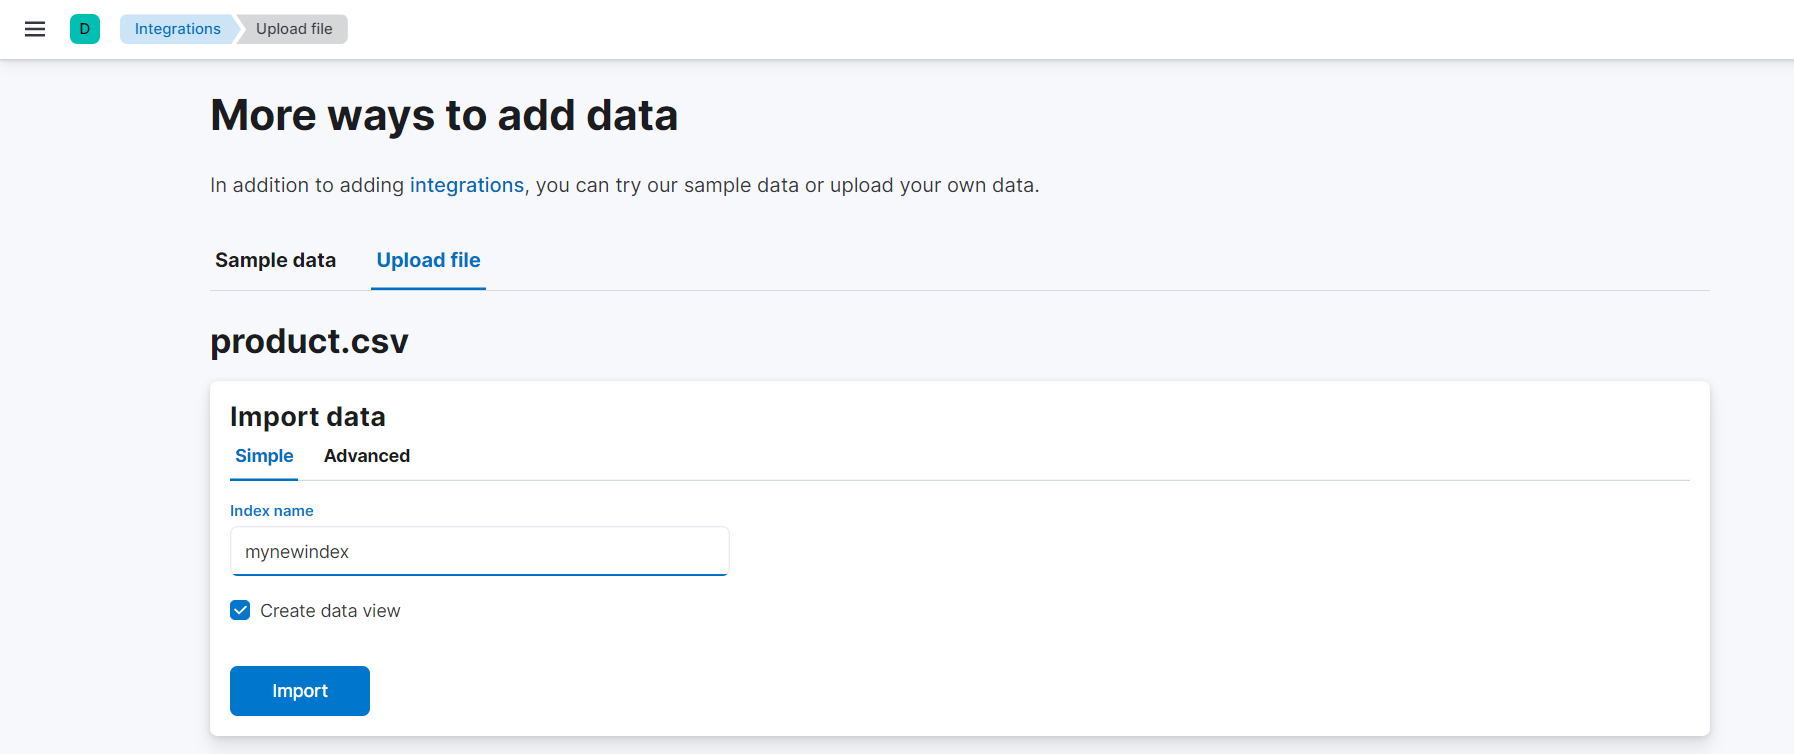 D Integrations Upload file
More ways to add data
In addition to adding integrations, you can try our sample data or upload your own data.
Sample data Upload file
product.csv
Import data
Simple Advanced
Index name
mynewindex
Create data view
Import